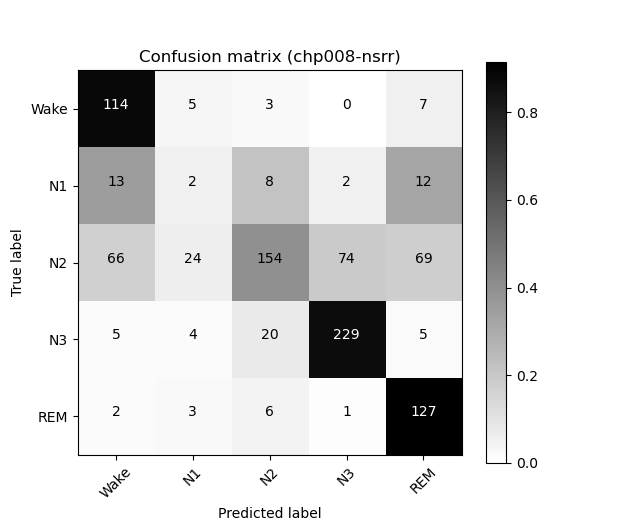 Confusion matrix (chp008-nsrr)
True label
Wake 114 5 3 0 7
N1 13 2 8 2 12
N2 66 24 154 74 69
N3 5 4 20 229 5
REM 2 3 6 1 127
Wake N1 N2 N3 REM
Predicted label
0.8
0.6
0.4
0.2
0.0